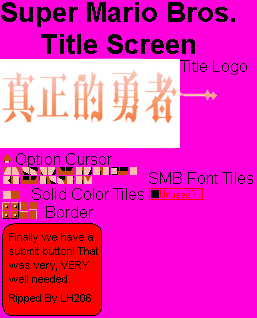 Super Mario Bros.
Title Screen
Title Logo
真正的勇者
Option Cursor
SMB Font Tiles
Solid Color Tiles
Unused?
Border
Finally we have a
submit button! That
was very, VERY
well needed.
Ripped By LH206